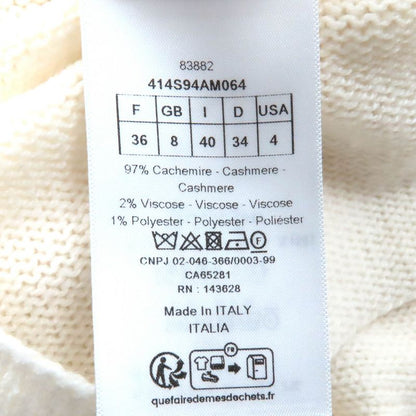 83882
414S94AM064
F GB I D USA
36 8 40 34 4
97% Cachemire - Cashmere -
Cashmere
2% Viscose - Viscose - Viscose
1% Polyester - Polyester - Poliéster
F
CNPJ 02-046-366/0003-99
CA65281
RN : 143628
Made In ITALY
ITALIA
FR
quefairedemesdechets.fr